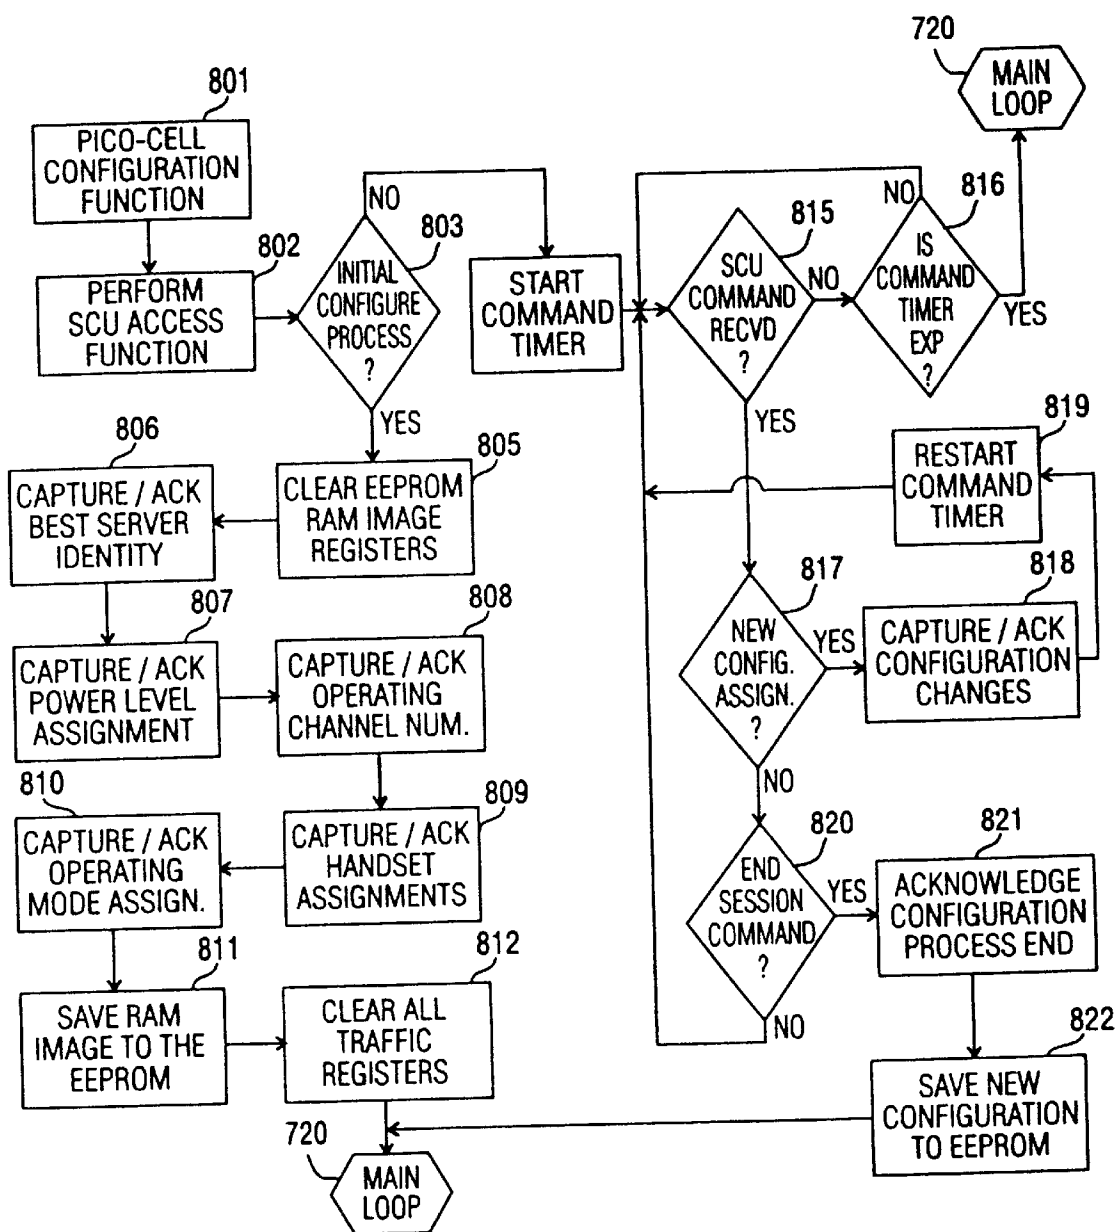 801
PICO-CELL
CONFIGURATION
FUNCTION
802
PERFORM
SCU ACCESS
FUNCTION
803
INITIAL
CONFIGURE
PROCESS
?
NO
YES
START
COMMAND
TIMER
815
SCU
COMMAND
RECVD
?
NO
YES
816
IS
COMMAND
TIMER
EXP
?
NO
YES
720
MAIN
LOOP
805
CLEAR EEPROM
RAM IMAGE
REGISTERS
806
CAPTURE / ACK
BEST SERVER
IDENTITY
807
CAPTURE / ACK
POWER LEVEL
ASSIGNMENT
808
CAPTURE / ACK
OPERATING
CHANNEL NUM.
809
CAPTURE / ACK
HANDSET
ASSIGNMENTS
810
CAPTURE / ACK
OPERATING
MODE ASSIGN.
811
SAVE RAM
IMAGE TO THE
EEPROM
812
CLEAR ALL
TRAFFIC
REGISTERS
817
NEW
CONFIG.
ASSIGN.
?
YES
NO
818
CAPTURE / ACK
CONFIGURATION
CHANGES
819
RESTART
COMMAND
TIMER
820
END
SESSION
COMMAND
?
YES
NO
821
ACKNOWLEDGE
CONFIGURATION
PROCESS END
822
SAVE NEW
CONFIGURATION
TO EEPROM
720
MAIN
LOOP